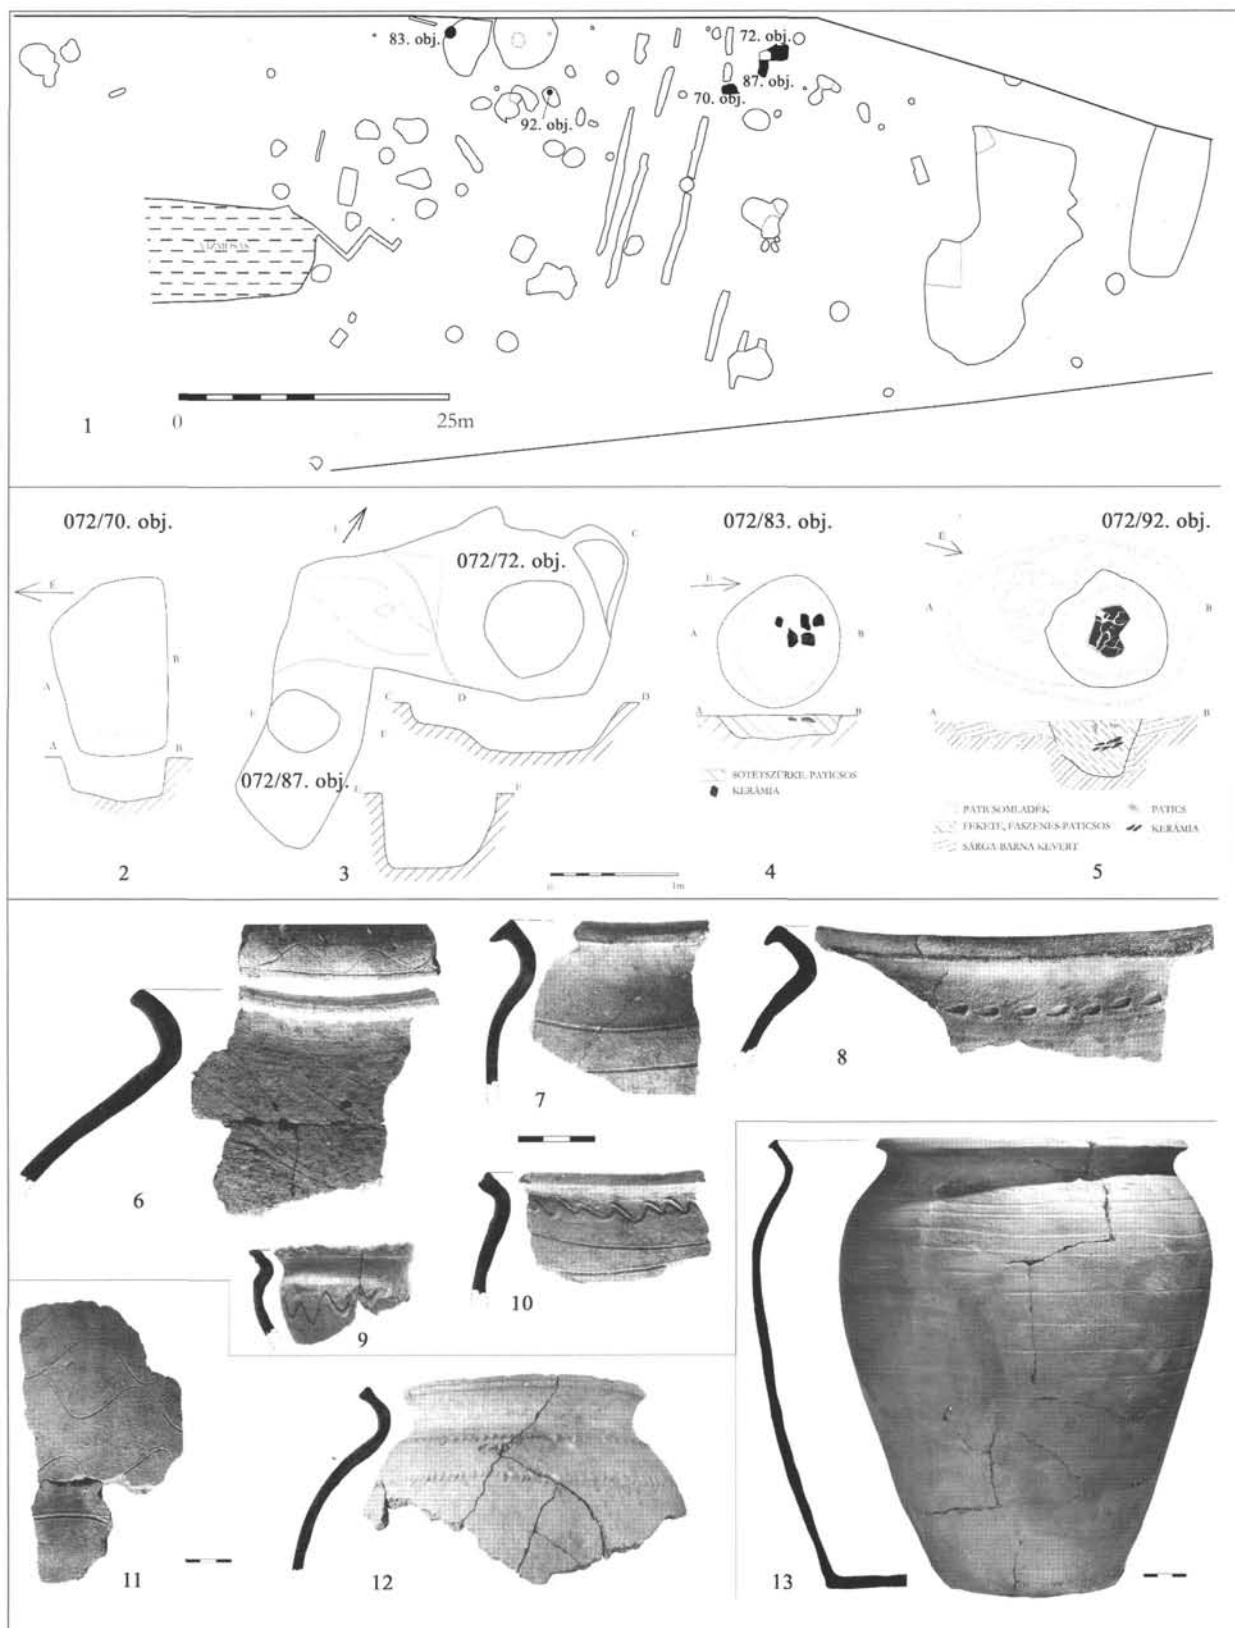 83. obj.
72. obj.
87. obj.
70. obj.
92. obj.
VÍZMOSÁS
1
0
25m
072/70. obj.
072/72. obj.
072/83. obj.
072/92. obj.
É
C
É
É
A
B
A
B
A
B
E
C
D
D
A
B
A
B
A
B
072/87. obj.
E
F
SÖTÉTSZÜRKE-PATICSOS
KERÁMIA
PATICSOMLADÉK
PATICS
FEKETE, FASZENES-PATICSOS
KERÁMIA
SÁRGA-BARNA KEVERT
2
3
0
1m
4
5
6
7
8
9
10
11
12
13